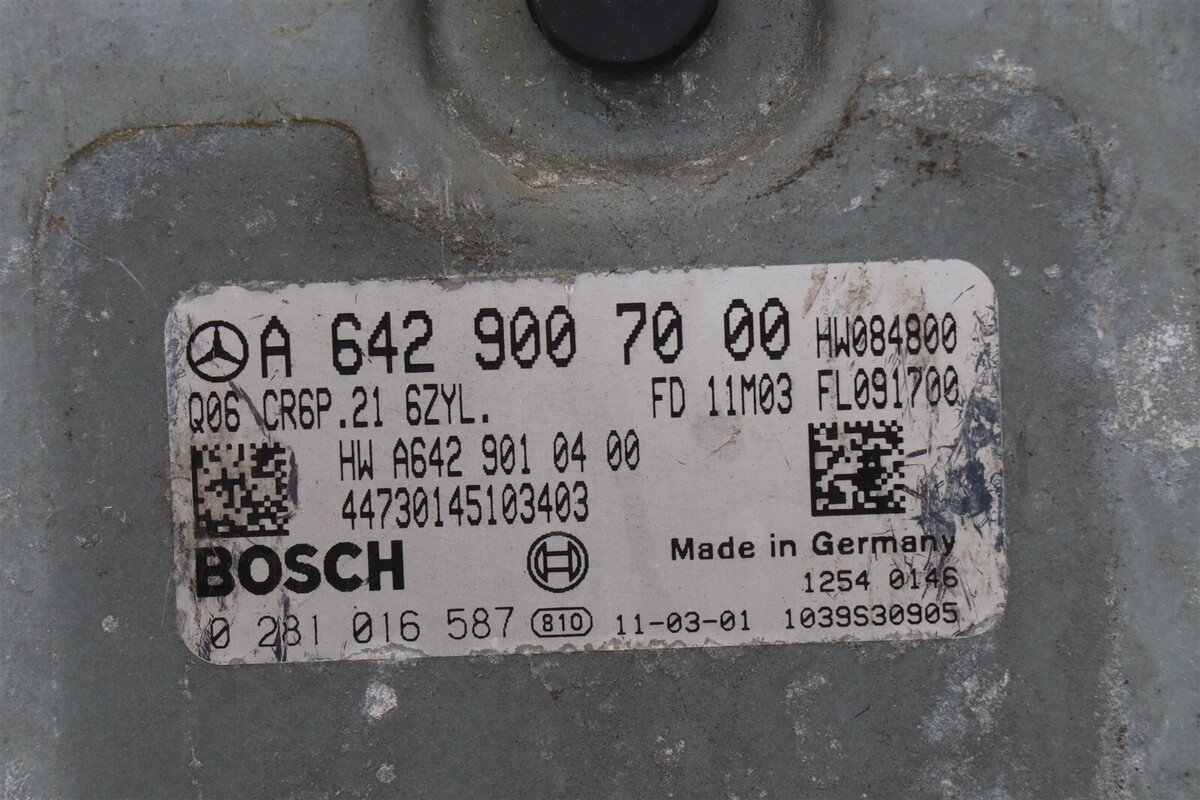 A 642 900 70 00 HW084800
Q06 CR6P.21 6ZYL. FD 11M03 FL091700
HW A642 901 04 00
44730145103403
BOSCH Made in Germany
1254 0146
0 281 016 587 810 11-03-01 1039S30905